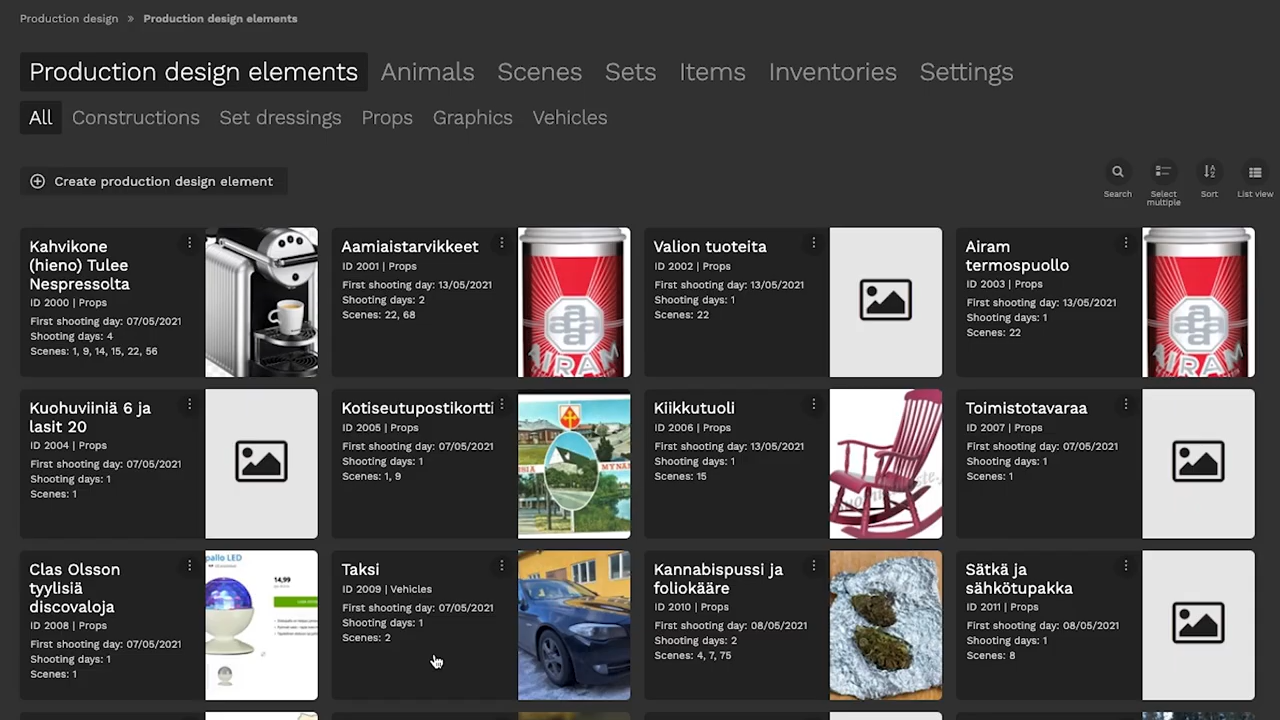 Production design » Production design elements
Production design elements Animals Scenes Sets Items Inventories Settings
All Constructions Set dressings Props Graphics Vehicles
Create production design element
Search
Select multiple
Sort
List view
Kahvikone
(hieno) Tulee
Nespressolta
ID 2000 | Props
First shooting day: 07/05/2021
Shooting days: 4
Scenes: 1, 9, 14, 15, 22, 56
Aamiaistarvikkeet
ID 2001 | Props
First shooting day: 13/05/2021
Shooting days: 2
Scenes: 22, 68
AIRAM
Valion tuoteita
ID 2002 | Props
First shooting day: 13/05/2021
Shooting days: 1
Scenes: 22
Airam
termospuollo
ID 2003 | Props
First shooting day: 13/05/2021
Shooting days: 1
Scenes: 22
AIRAM
Kuohuviiniä 6 ja
lasit 20
ID 2004 | Props
First shooting day: 07/05/2021
Shooting days: 1
Scenes: 1
Kotiseutupostikortti
ID 2005 | Props
First shooting day: 07/05/2021
Shooting days: 1
Scenes: 1, 9
Kiikkutuoli
ID 2006 | Props
First shooting day: 13/05/2021
Shooting days: 1
Scenes: 15
Toimistotavaraa
ID 2007 | Props
First shooting day: 07/05/2021
Shooting days: 1
Scenes: 1
Clas Olsson
tyylisiä
discovaloja
ID 2008 | Props
First shooting day: 07/05/2021
Shooting days: 1
Scenes: 1
pallo LED
14,99
Taksi
ID 2009 | Vehicles
First shooting day: 07/05/2021
Shooting days: 1
Scenes: 2
Kannabispussi ja
foliokääre
ID 2010 | Props
First shooting day: 08/05/2021
Shooting days: 2
Scenes: 4, 7, 75
Sätkä ja
sähkötupakka
ID 2011 | Props
First shooting day: 08/05/2021
Shooting days: 1
Scenes: 8